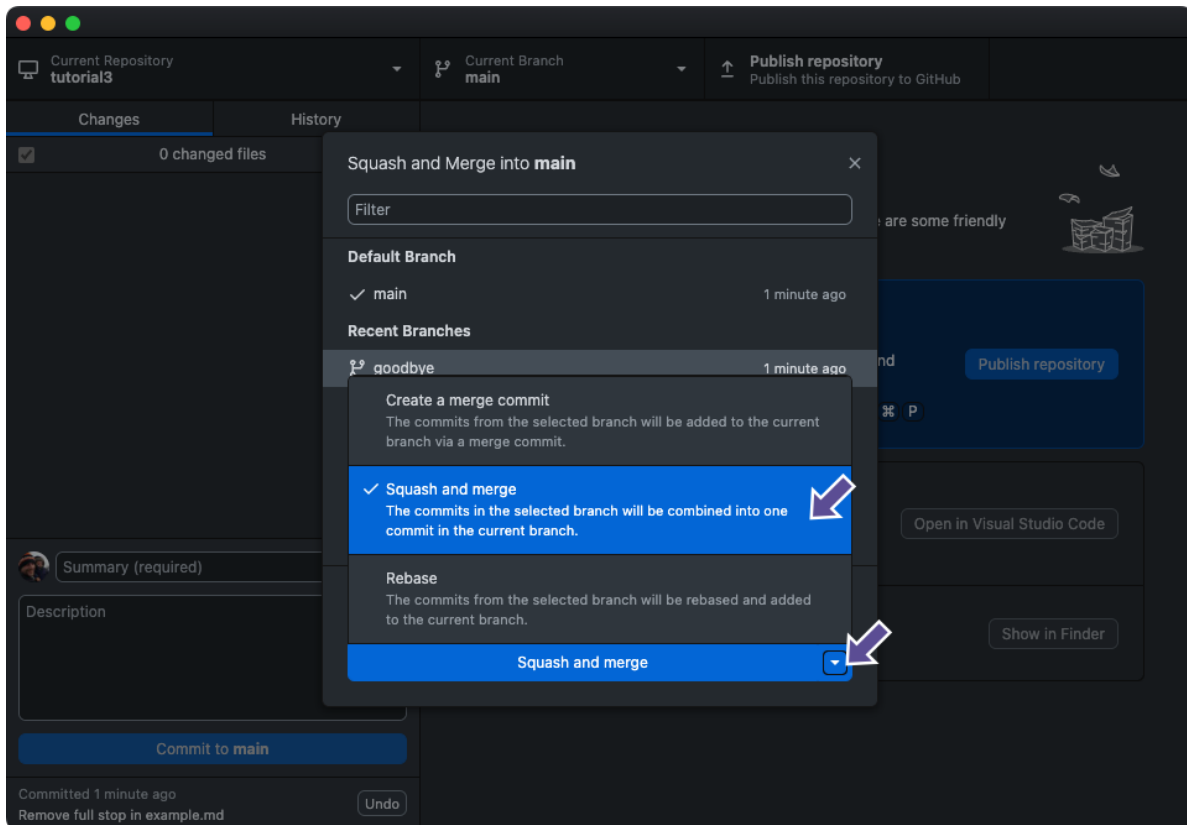 Current Repository
tutorial3
Current Branch
main
Publish repository
Publish this repository to GitHub
Changes
History
0 changed files
Squash and Merge into main
Filter
are some friendly
Default Branch
main
1 minute ago
Recent Branches
goodbye
1 minute ago
nd
Publish repository
⌘ P
Create a merge commit
The commits from the selected branch will be added to the current
branch via a merge commit.
Squash and merge
The commits in the selected branch will be combined into one
commit in the current branch.
Open in Visual Studio Code
Rebase
The commits from the selected branch will be rebased and added
to the current branch.
Show in Finder
Squash and merge
Summary (required)
Description
Commit to main
Committed 1 minute ago
Remove full stop in example.md
Undo